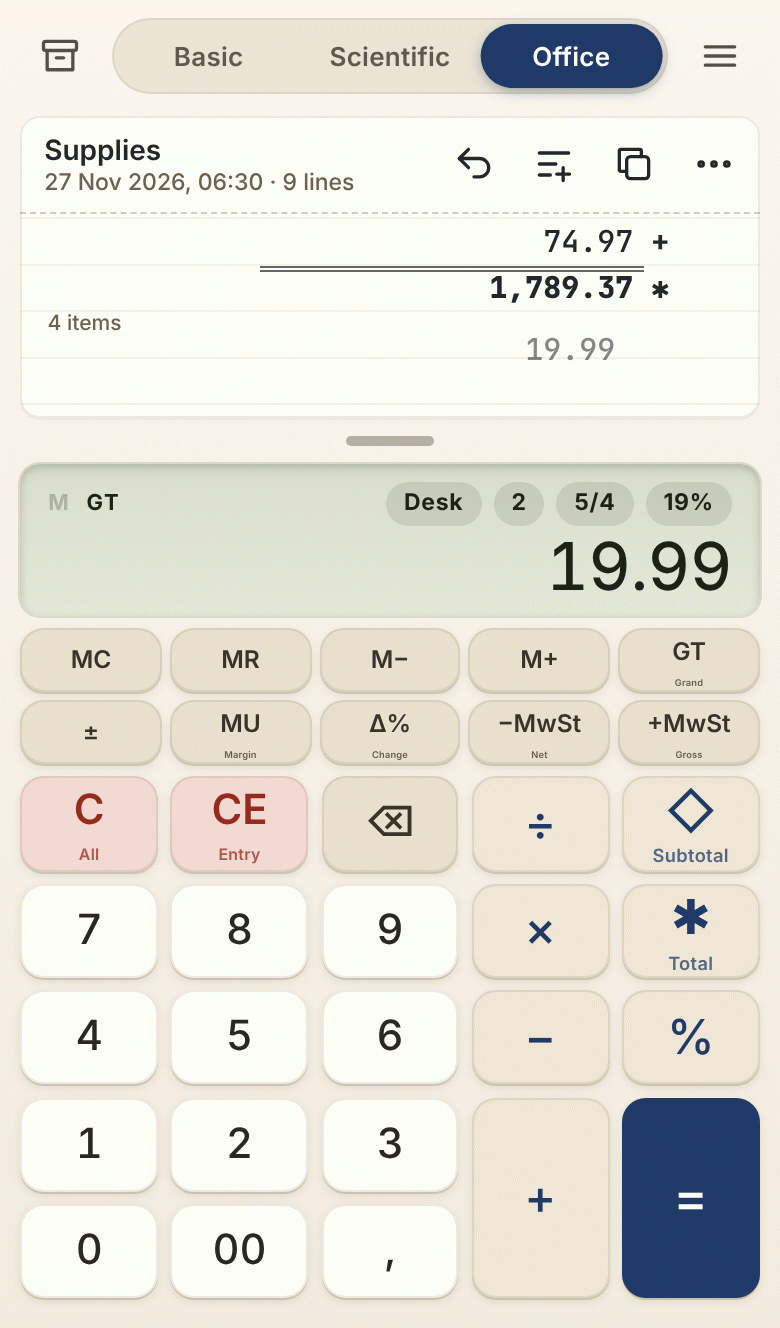 Basic Scientific Office
Supplies
27 Nov 2026, 06:30 · 9 lines
74.97 +
1,789.37 ∗
4 items
19.99
M GT Desk 2 5/4 19%
19.99
MC MR M− M+ GT
Grand
± MU Δ% −MwSt +MwSt
Margin Change Net Gross
C CE ÷ ◇
All Entry Subtotal
7 8 9 × ∗
Total
4 5 6 − %
1 2 3
+ =
0 00 ,